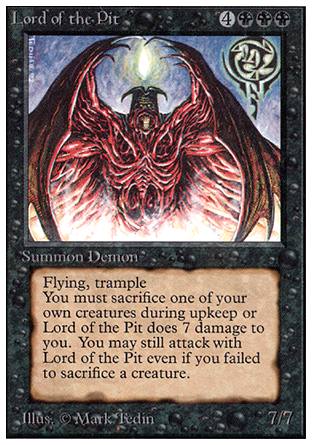 Lord of the Pit 4
Summon Demon
Flying, trample
You must sacrifice one of your
own creatures during upkeep or
Lord of the Pit does 7 damage to
you. You may still attack with
Lord of the Pit even if you failed
to sacrifice a creature.
Illus. © Mark Tedin
7/7